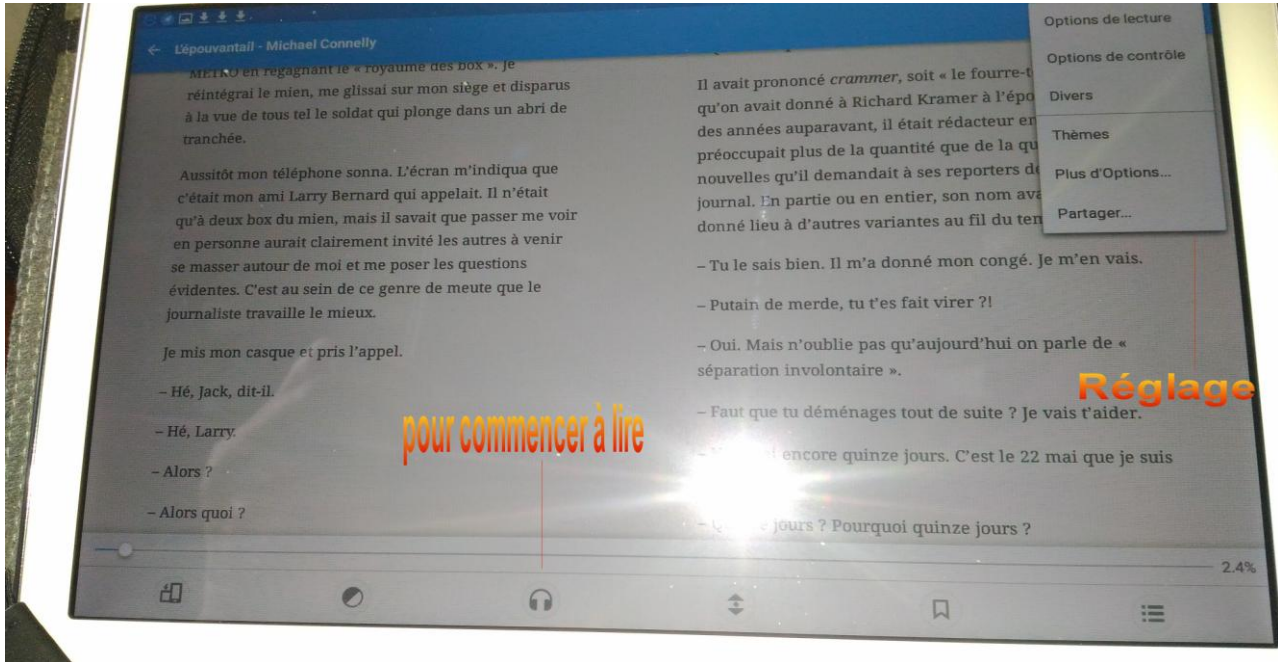 L'épouvantail - Michael Connelly
METRO en regagnant le « royaume des box ». Je
réintégrai le mien, me glissai sur mon siège et disparus
à la vue de tous tel le soldat qui plonge dans un abri de
tranchée.
Aussitôt mon téléphone sonna. L'écran m'indiqua que
c'était mon ami Larry Bernard qui appelait. Il n'était
qu'à deux box du mien, mais il savait que passer me voir
en personne aurait clairement invité les autres à venir
se masser autour de moi et me poser les questions
évidentes. C'est au sein de ce genre de meute que le
journaliste travaille le mieux.
Je mis mon casque et pris l'appel.
– Hé, Jack, dit-il.
– Hé, Larry.
– Alors ?
– Alors quoi ?
Il avait prononcé crammer, soit « le fourre-t
qu'on avait donné à Richard Kramer à l'épo
des années auparavant, il était rédacteur en
préoccupait plus de la quantité que de la qu
nouvelles qu'il demandait à ses reporters de
journal. En partie ou en entier, son nom ava
donné lieu à d'autres variantes au fil du ten
– Tu le sais bien. Il m'a donné mon congé. Je m'en vais.
– Putain de merde, tu t'es fait virer ?!
– Oui. Mais n'oublie pas qu'aujourd'hui on parle de «
séparation involontaire ».
– Faut que tu déménages tout de suite ? Je vais t'aider.
encore quinze jours. C'est le 22 mai que je suis
jours ? Pourquoi quinze jours ?
Options de lecture
Options de contrôle
Divers
Thèmes
Plus d'Options...
Partager...
Réglage
pour commencer à lire
2.4%